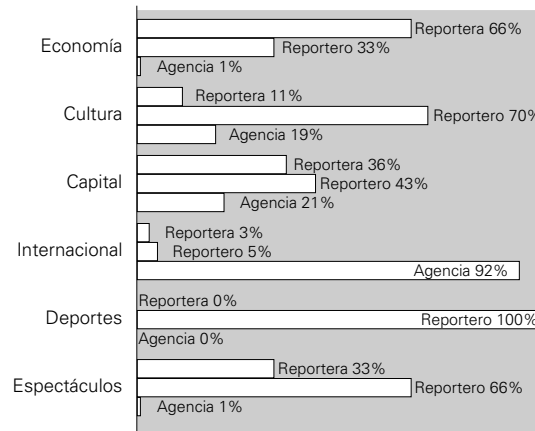 Economía
Reportera 66%
Reportero 33%
Agencia 1%
Cultura
Reportera 11%
Reportero 70%
Agencia 19%
Capital
Reportera 36%
Reportero 43%
Agencia 21%
Internacional
Reportera 3%
Reportero 5%
Agencia 92%
Deportes
Reportera 0%
Reportero 100%
Agencia 0%
Espectáculos
Reportera 33%
Reportero 66%
Agencia 1%